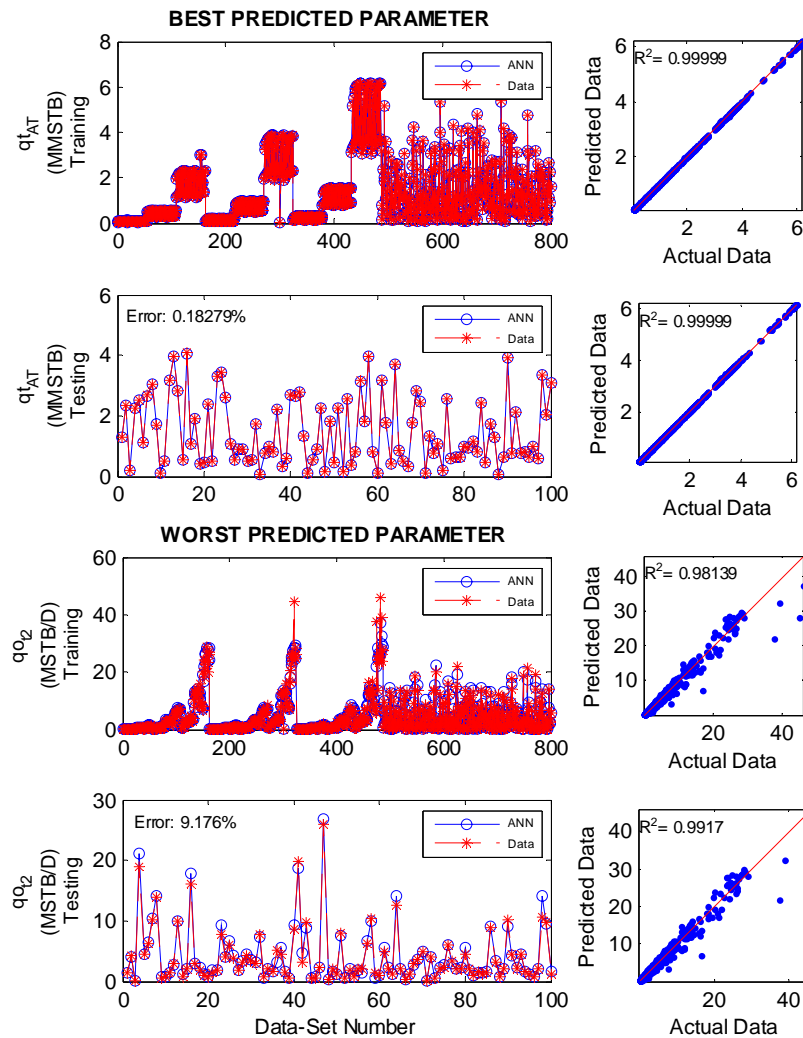 BEST PREDICTED PARAMETER
qt_AT
(MMSTB)
Training
8
6
4
2
0
0 200 400 600 800
ANN
Data
R²= 0.99999
Predicted Data
6
4
2
2 4 6
Actual Data
qt_AT
(MMSTB)
Testing
6
4
2
0
0 20 40 60 80 100
Error: 0.18279%
ANN
Data
R²= 0.99999
Predicted Data
6
4
2
2 4 6
Actual Data
WORST PREDICTED PARAMETER
qo_t2
(MSTB/D)
Training
60
40
20
0
0 200 400 600 800
ANN
Data
R²= 0.98139
Predicted Data
40
30
20
10
20 40
Actual Data
qo_t2
(MSTB/D)
Testing
30
20
10
0
0 20 40 60 80 100
Error: 9.176%
ANN
Data
Data-Set Number
R²= 0.9917
Predicted Data
40
30
20
10
20 40
Actual Data